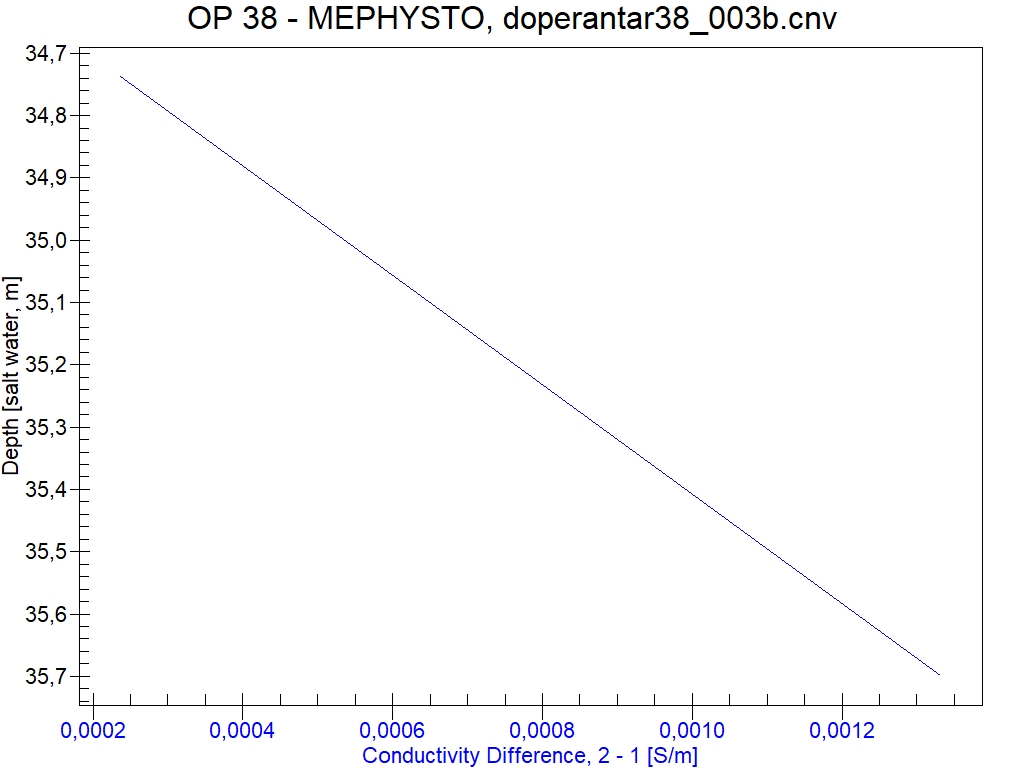 OP 38 - MEPHYSTO, doperantar38_003b.cnv
34,7
34,8
34,9
35,0
35,1
35,2
35,3
35,4
35,5
35,6
35,7
Depth [salt water, m]
0,0002 0,0004 0,0006 0,0008 0,0010 0,0012
Conductivity Difference, 2 - 1 [S/m]